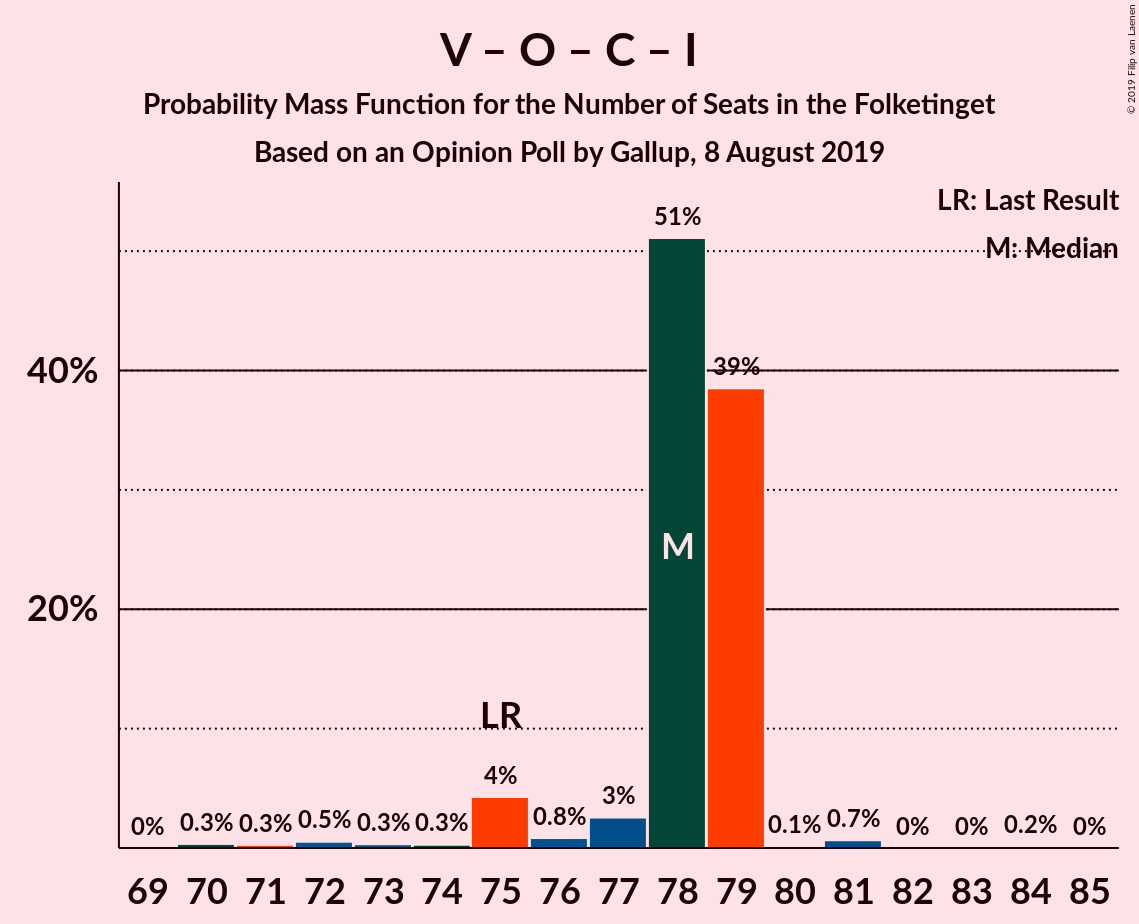 V – O – C – I
Probability Mass Function for the Number of Seats in the Folketinget
Based on an Opinion Poll by Gallup, 8 August 2019
© 2019 Filip van Laenen
LR: Last Result
M: Median
51%
39%
40%
M
20%
LR
4%
3%
0% 0.3% 0.3% 0.5% 0.3% 0.3% 0.8% 0.1% 0.7% 0% 0% 0.2% 0%
69 70 71 72 73 74 75 76 77 78 79 80 81 82 83 84 85